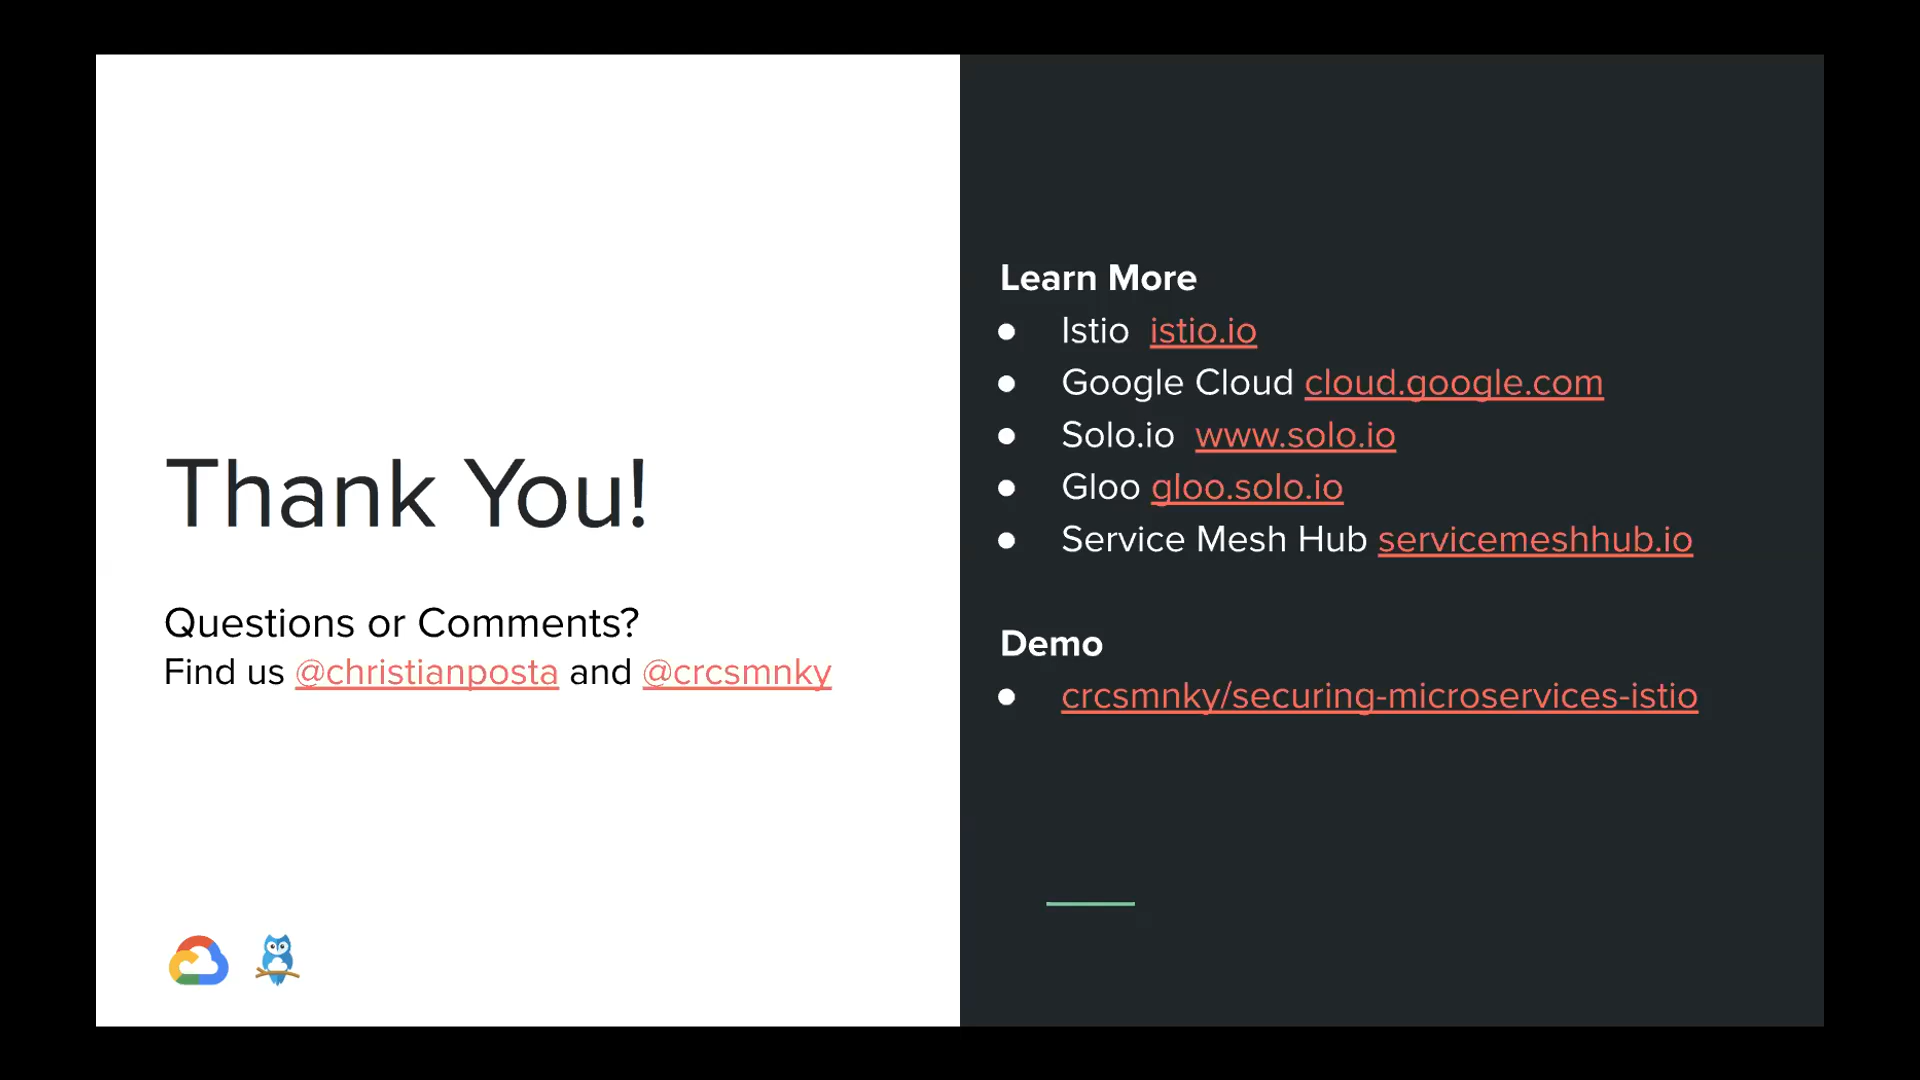 Thank You!
Questions or Comments?
Find us @christianposta and @crcsmnky
Learn More
● Istio istio.io
● Google Cloud cloud.google.com
● Solo.io www.solo.io
● Gloo gloo.solo.io
● Service Mesh Hub servicemeshhub.io
Demo
● crcsmnky/securing-microservices-istio